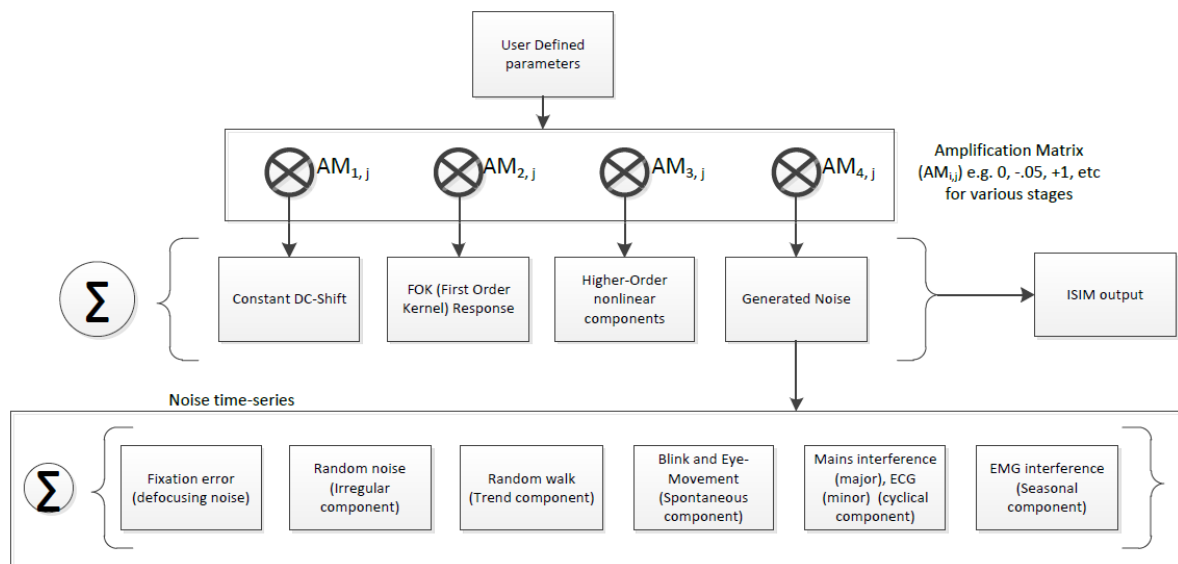 User Defined
parameters
AM1, j
AM2, j
AM3, j
AM4, j
Amplification Matrix
(AMi,j) e.g. 0, -.05, +1, etc
for various stages
Σ
Constant DC-Shift
FOK (First Order
Kernel) Response
Higher-Order
nonlinear
components
Generated Noise
ISIM output
Noise time-series
Σ
Fixation error
(defocusing noise)
Random noise
(Irregular
component)
Random walk
(Trend component)
Blink and Eye-
Movement
(Spontaneous
component)
Mains interference
(major), ECG
(minor) (cyclical
component)
EMG interference
(Seasonal
component)